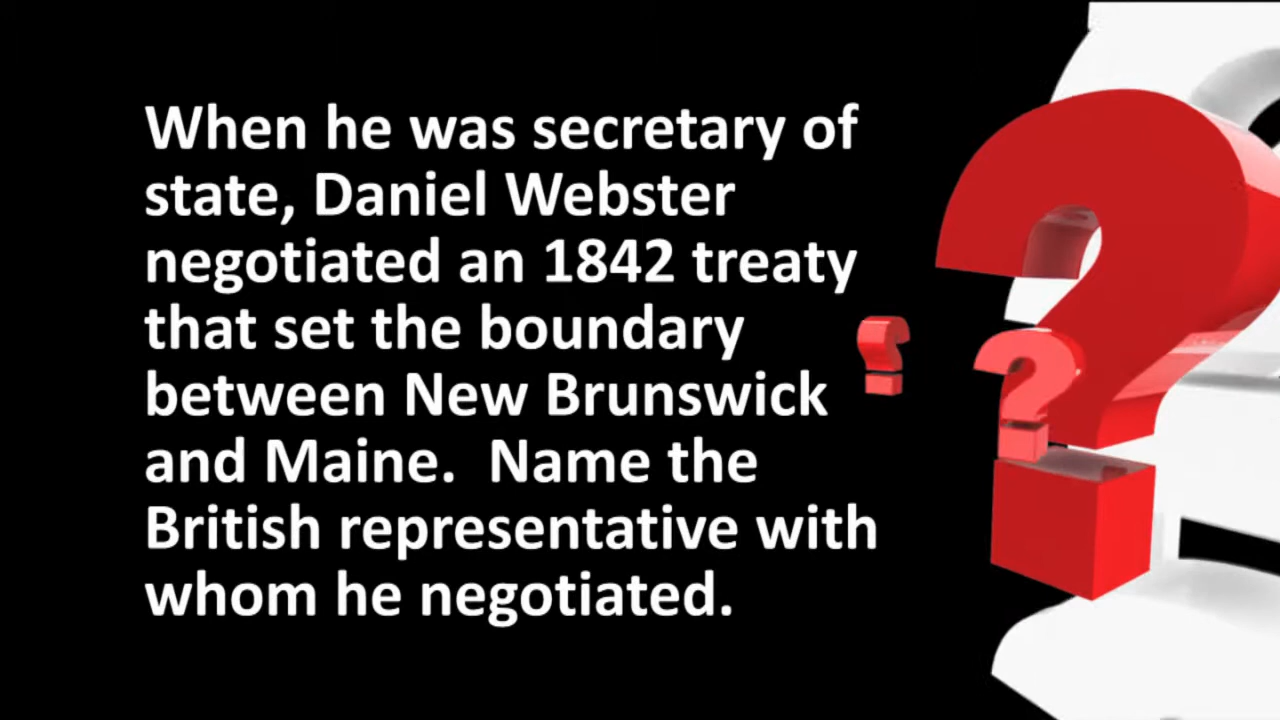 When he was secretary of
state, Daniel Webster
negotiated an 1842 treaty
that set the boundary
between New Brunswick
and Maine.  Name the
British representative with
whom he negotiated.